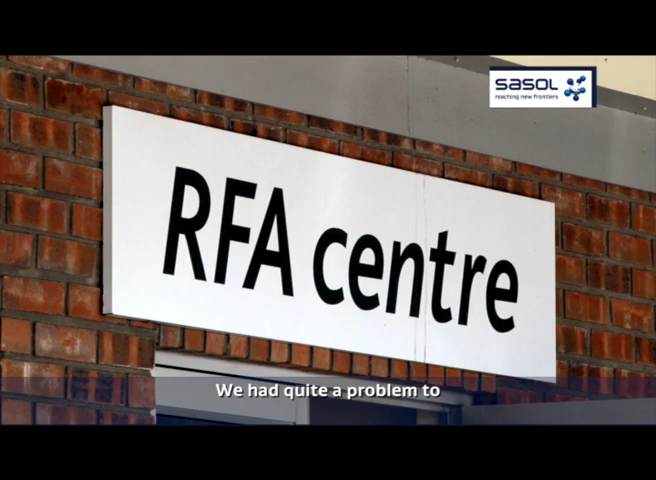 sasol
reaching new frontiers
RFA centre
We had quite a problem to